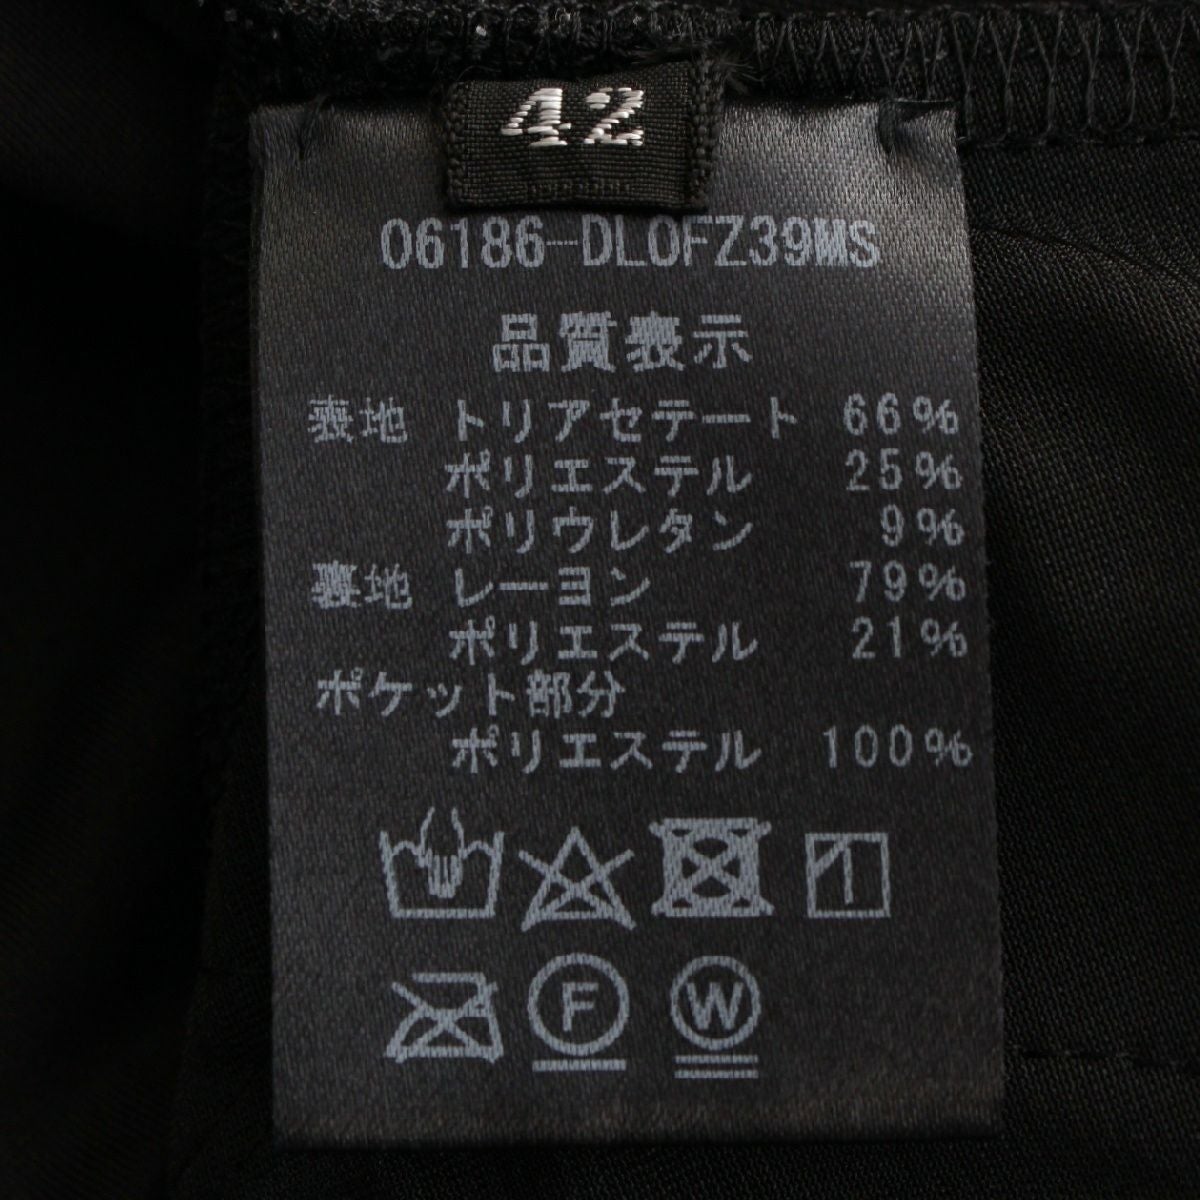 42
06186-DL0FZ39MS
品質表示
表地 トリアセテート 66%
ポリエステル 25%
ポリウレタン 9%
裏地 レーヨン 79%
ポリエステル 21%
ポケット部分
ポリエステル 100%
F W